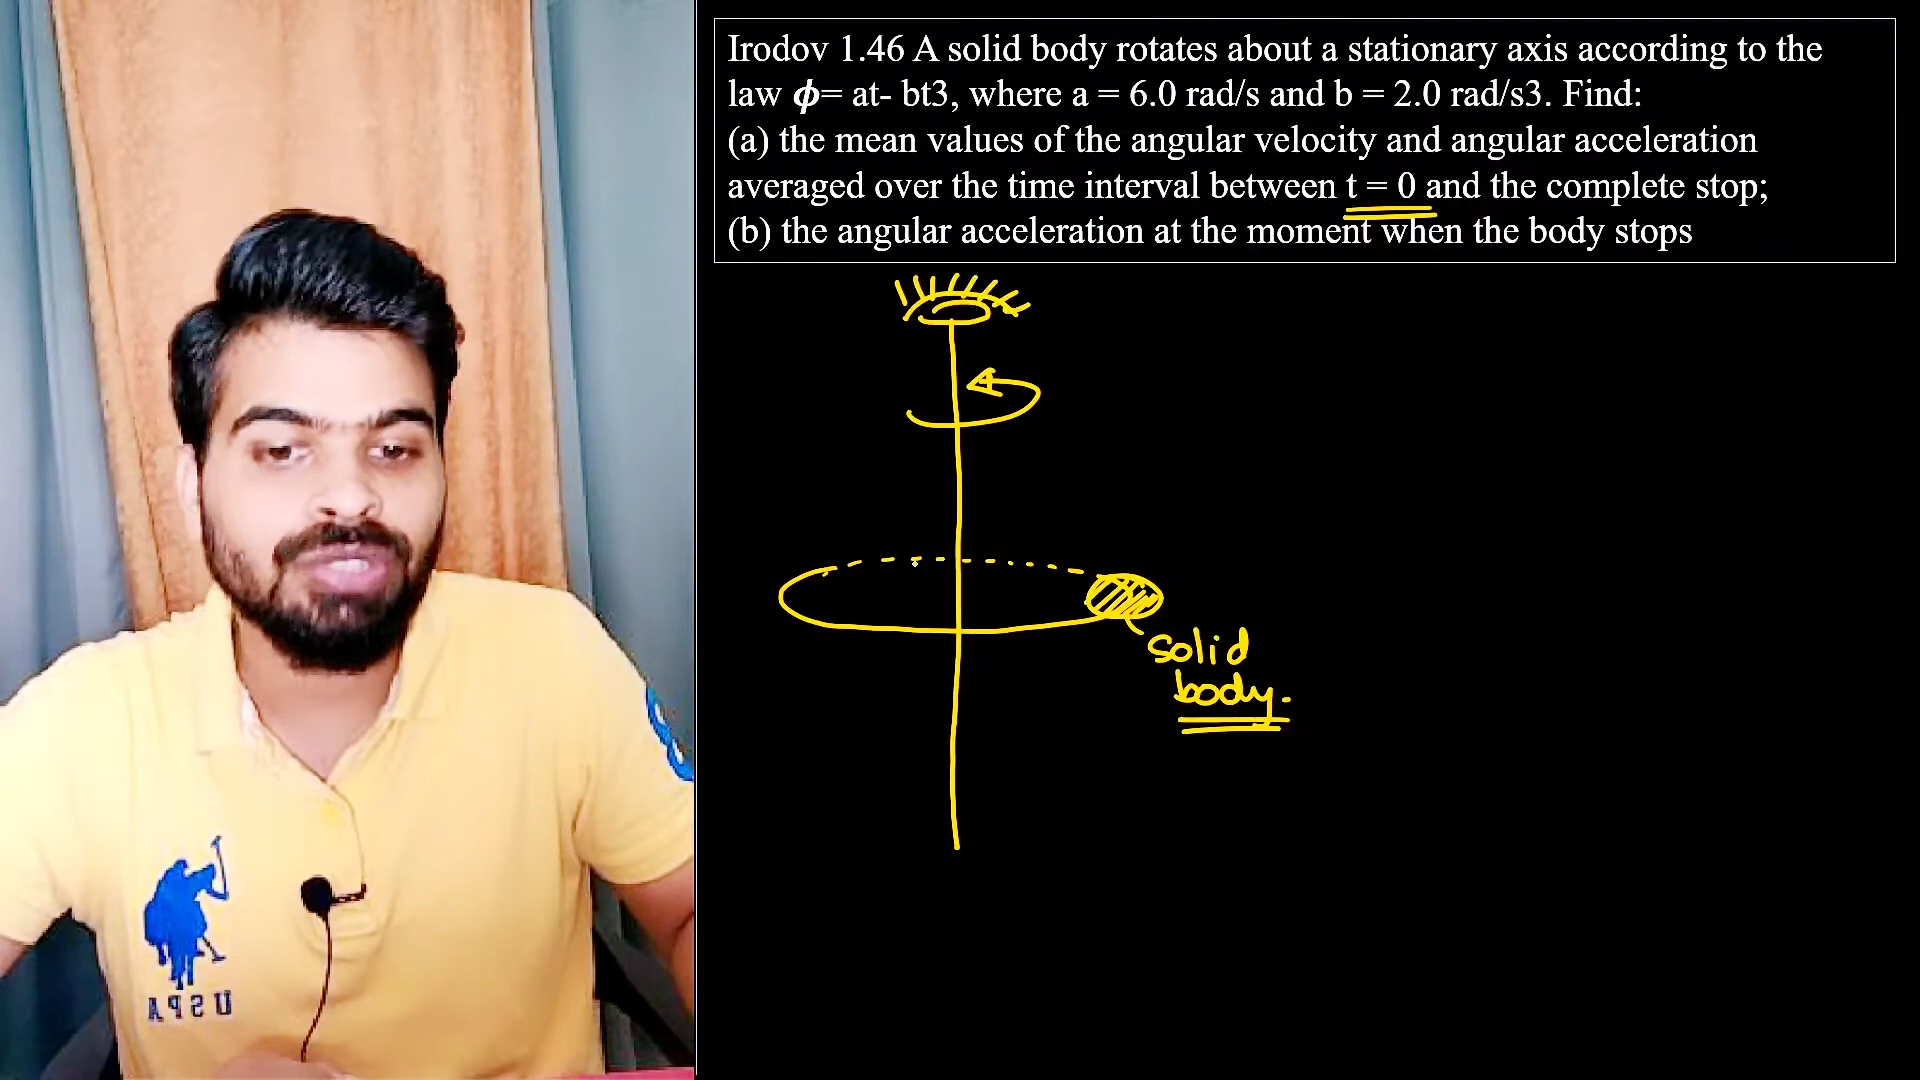 Irodov 1.46 A solid body rotates about a stationary axis according to the
law ϕ= at- bt3, where a = 6.0 rad/s and b = 2.0 rad/s3. Find:
(a) the mean values of the angular velocity and angular acceleration
averaged over the time interval between t = 0 and the complete stop;
(b) the angular acceleration at the moment when the body stops
solid
body.
USPA